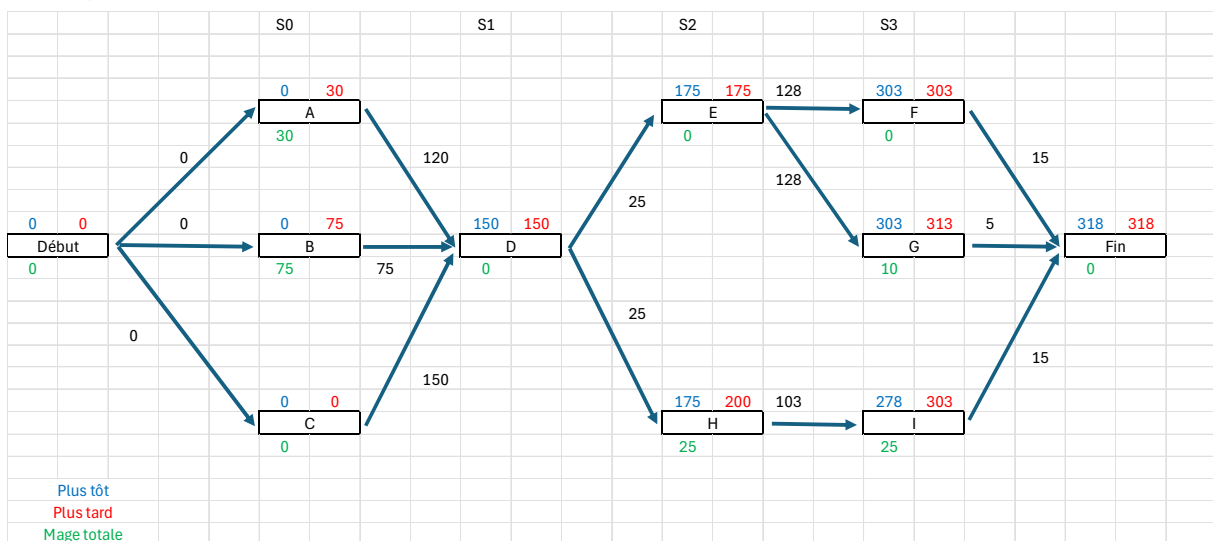 S0 S1 S2 S3
0 30 175 175 128 303 303
A E F
30 0 0
0 120 15
128
25
0 0 0 0 75 150 150 303 313 5 318 318
Début B D G Fin
0 75 75 0 10 0
25
0
15
150
0 0 175 200 103 278 303
C H I
0 25 25
Plus tôt
Plus tard
Mage totale